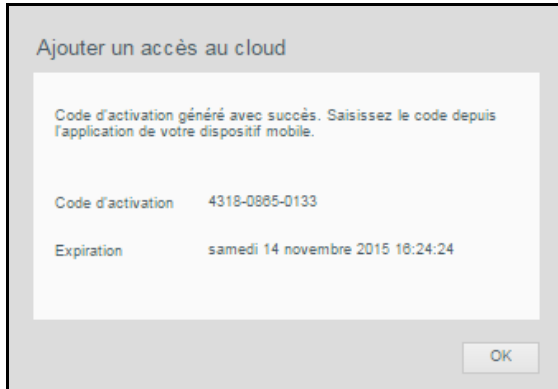 Ajouter un accès au cloud
Code d'activation généré avec succès. Saisissez le code depuis
l'application de votre dispositif mobile.
Code d'activation 4318-0865-0133
Expiration samedi 14 novembre 2015 16:24:24
OK